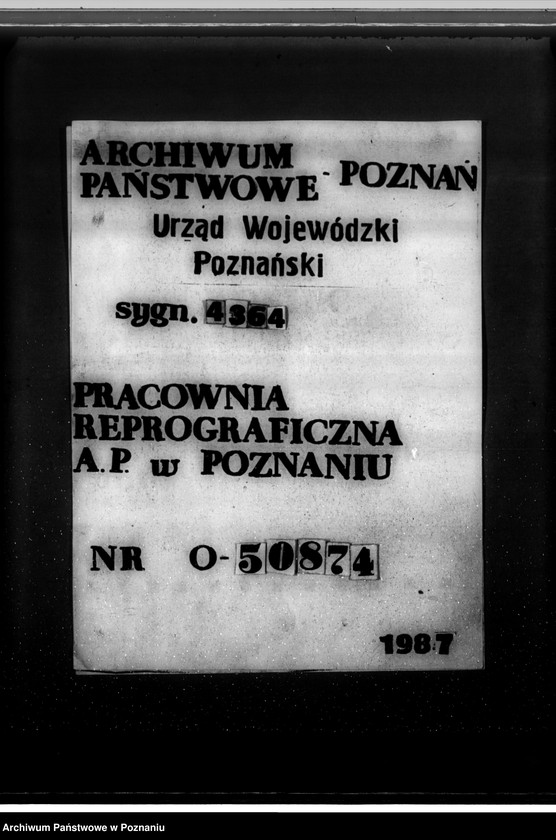 ARCHIWUM
PAŃSTWOWE - POZNAŃ
Urząd Wojewódzki
Poznański
sygn. 4364
PRACOWNIA
REPROGRAFICZNA
A.P. w POZNANIU
NR O-50874
1987
Archiwum Państwowe w Poznaniu